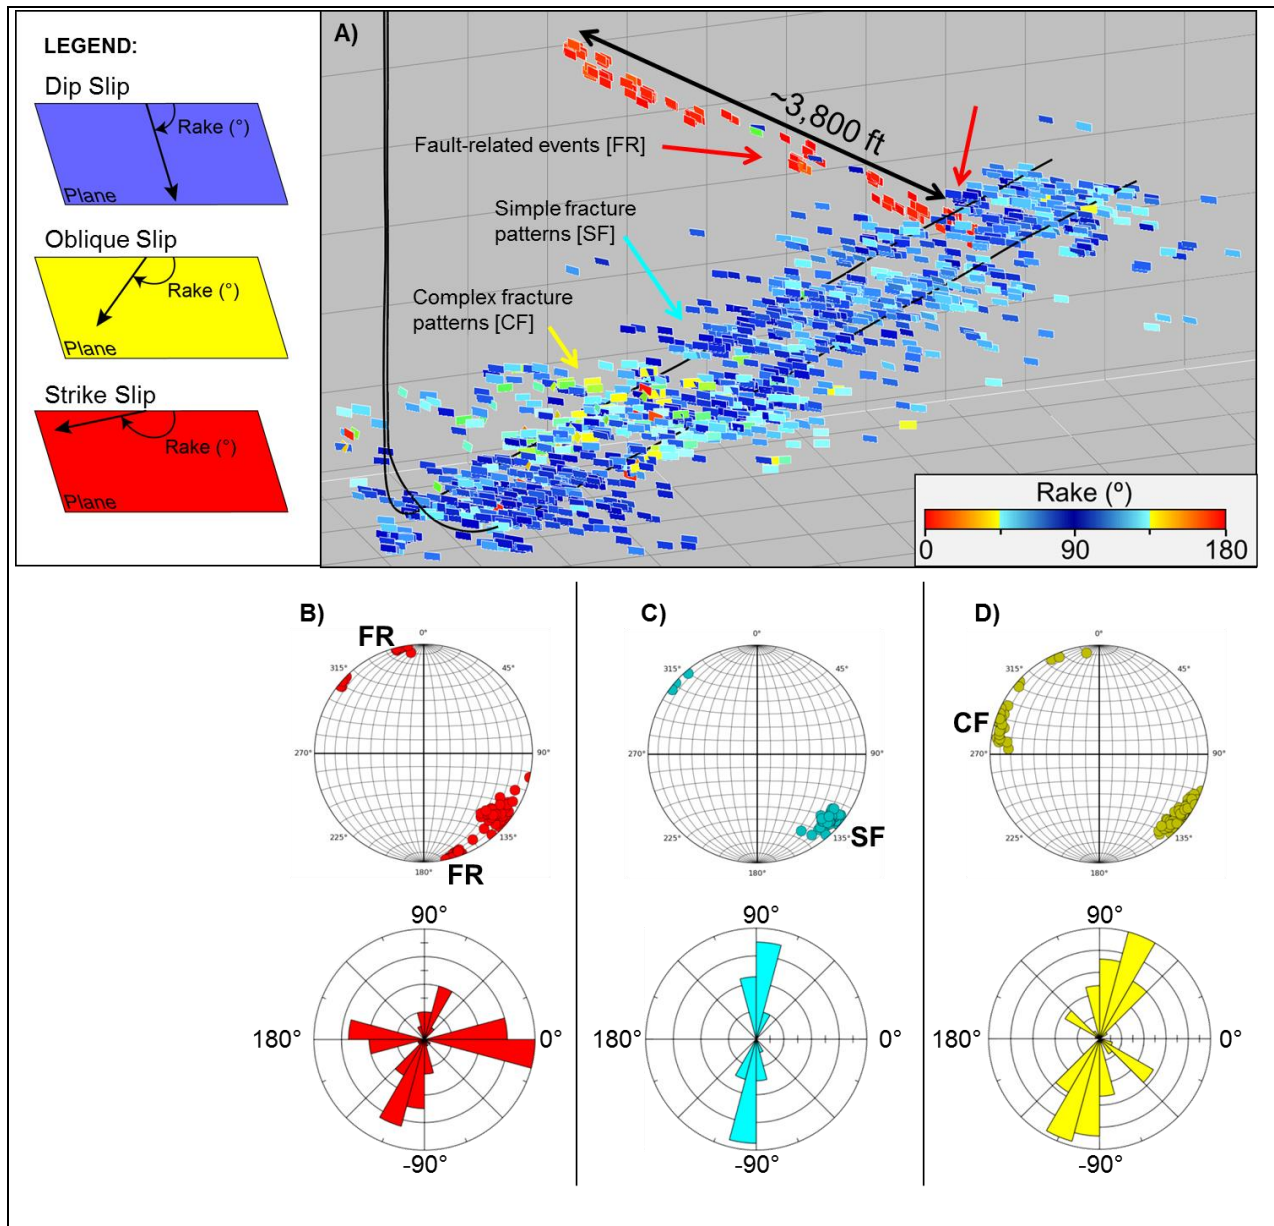 LEGEND:
Dip Slip
Rake (°)
Plane
Oblique Slip
Rake (°)
Plane
Strike Slip
Rake (°)
Plane
A)
~3,800 ft
Fault-related events [FR]
Simple fracture
patterns [SF]
Complex fracture
patterns [CF]
Rake (º)
0
90
180
B)
FR
0°
315°
45°
270°
90°
225°
135°
180°
FR
90°
180°
0°
-90°
C)
0°
315°
45°
270°
90°
225°
135°
SF
180°
90°
180°
0°
-90°
D)
0°
315°
45°
CF
270°
90°
225°
135°
180°
90°
180°
0°
-90°